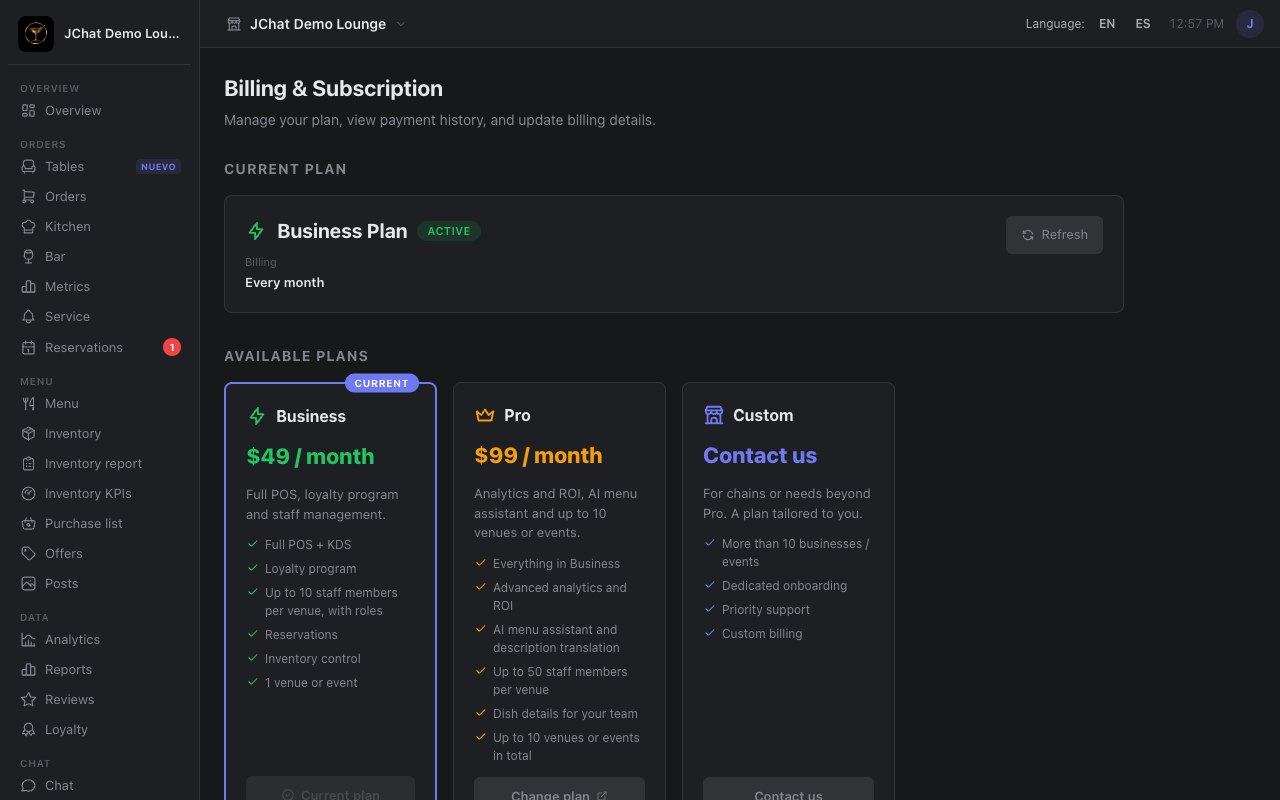 JChat Demo Lou...
OVERVIEW
Overview
ORDERS
Tables
NUEVO
Orders
Kitchen
Bar
Metrics
Service
Reservations
1
MENU
Menu
Inventory
Inventory report
Inventory KPIs
Purchase list
Offers
Posts
DATA
Analytics
Reports
Reviews
Loyalty
CHAT
Chat
JChat Demo Lounge
Language:
EN
ES
12:57 PM
J
Billing & Subscription
Manage your plan, view payment history, and update billing details.
CURRENT PLAN
Business Plan
ACTIVE
Refresh
Billing
Every month
AVAILABLE PLANS
CURRENT
Business
$49 / month
Full POS, loyalty program
and staff management.
Full POS + KDS
Loyalty program
Up to 10 staff members
per venue, with roles
Reservations
Inventory control
1 venue or event
Current plan
Pro
$99 / month
Analytics and ROI, AI menu
assistant and up to 10
venues or events.
Everything in Business
Advanced analytics and
ROI
AI menu assistant and
description translation
Up to 50 staff members
per venue
Dish details for your team
Up to 10 venues or events
in total
Change plan
Custom
Contact us
For chains or needs beyond
Pro. A plan tailored to you.
More than 10 businesses /
events
Dedicated onboarding
Priority support
Custom billing
Contact us